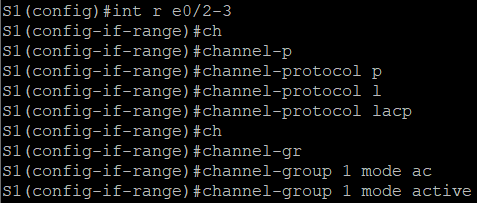 S1(config)#int r e0/2-3
S1(config-if-range)#ch
S1(config-if-range)#channel-p
S1(config-if-range)#channel-protocol p
S1(config-if-range)#channel-protocol l
S1(config-if-range)#channel-protocol lacp
S1(config-if-range)#ch
S1(config-if-range)#channel-gr
S1(config-if-range)#channel-group 1 mode ac
S1(config-if-range)#channel-group 1 mode active